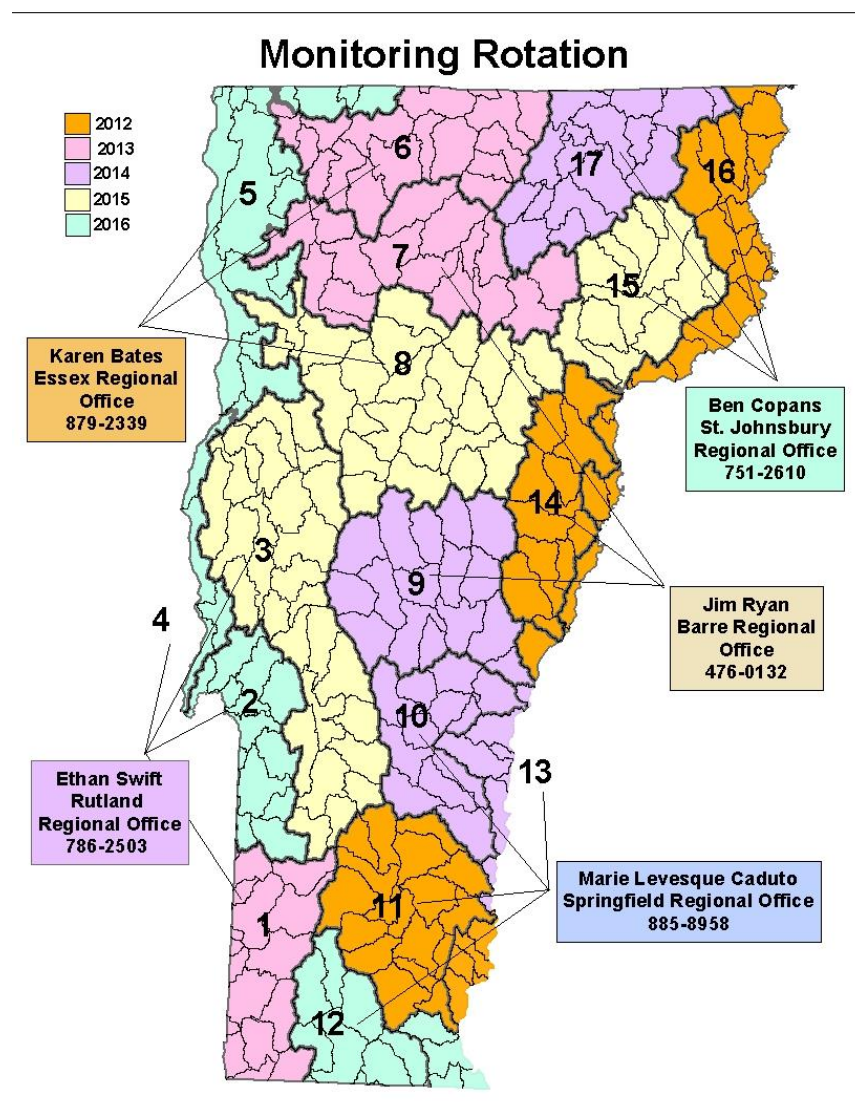 Monitoring Rotation
2012
2013
2014
2015
2016
6
17
16
5
7
15
8
Karen Bates
Essex Regional
Office
879-2339
Ben Copans
St. Johnsbury
Regional Office
751-2610
14
3
9
4
Jim Ryan
Barre Regional
Office
476-0132
2
10
13
Ethan Swift
Rutland
Regional Office
786-2503
Marie Levesque Caduto
Springfield Regional Office
885-8958
11
1
12